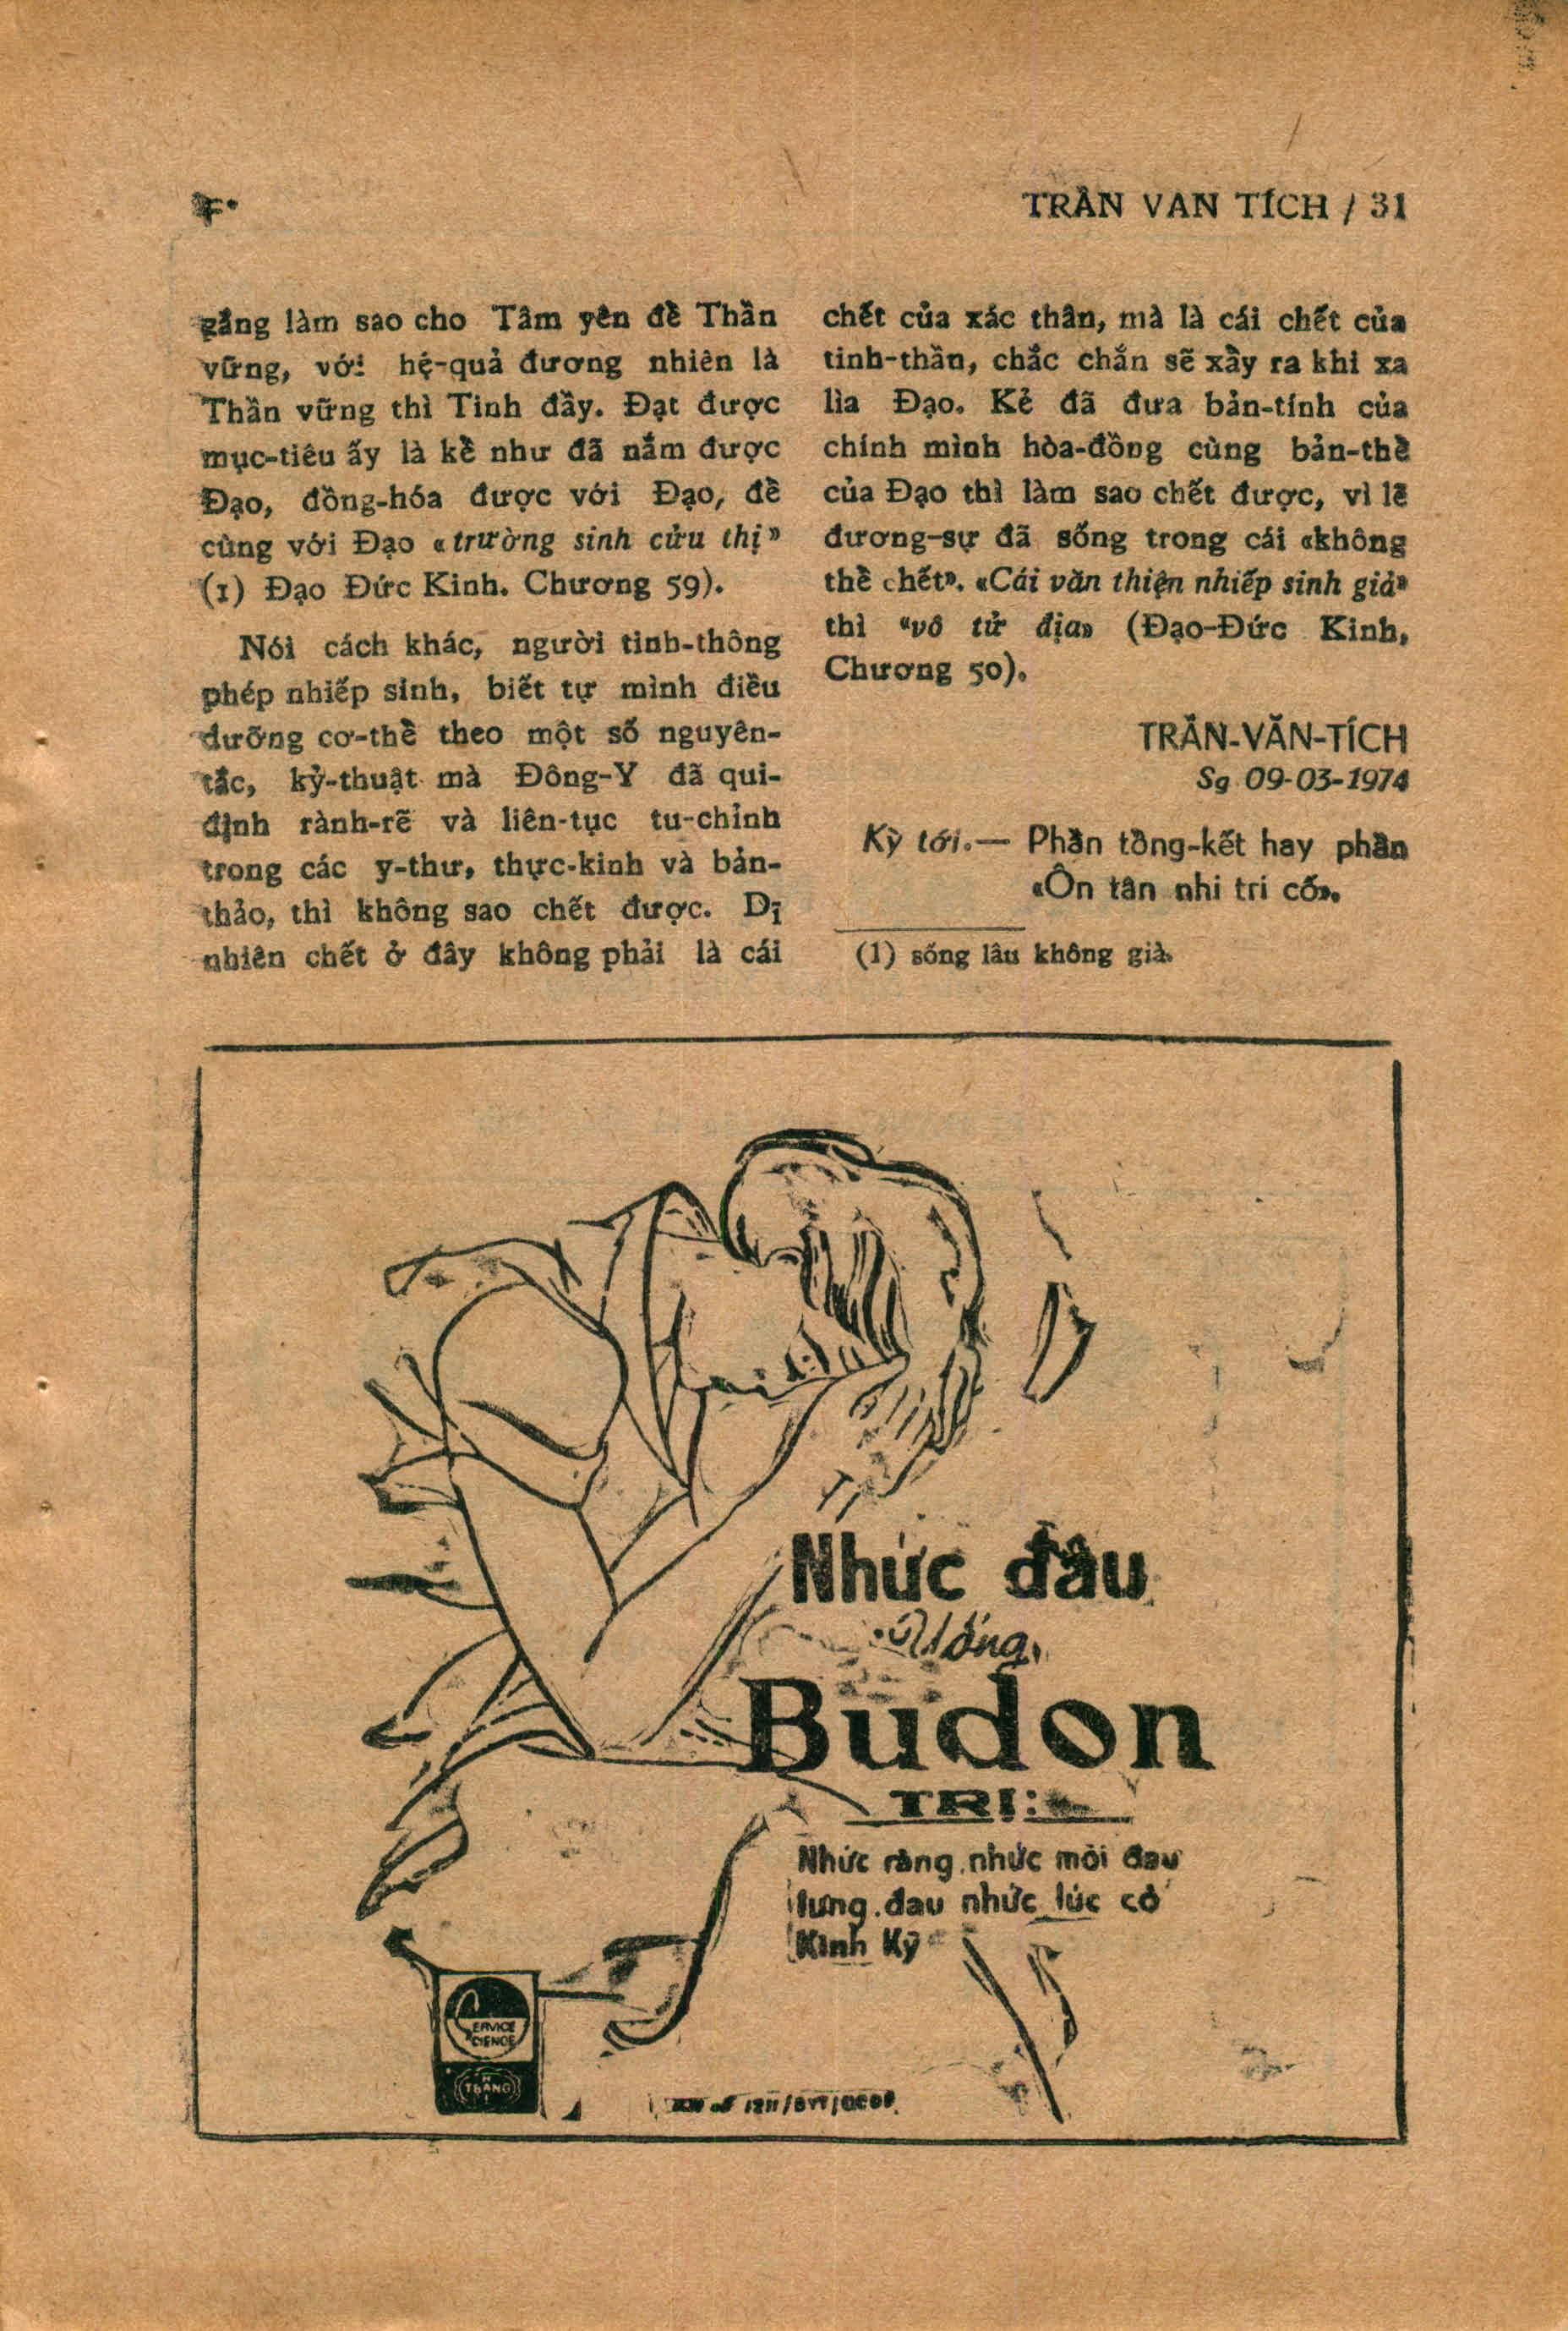 TRẦN VAN TÍCH / 31
gắng làm sao cho Tâm yên để Thần
vững, với hệ-quả đương nhiên là
Thần vững thì Tinh đầy. Đạt được
mục-tiêu ấy là kể như đã nắm được
Đạo, đồng-hóa được với Đạo, để
cùng với Đạo «trường sinh cửu thị»
(1) Đạo Đức Kinh. Chương 59).
Nói cách khác, người tinh-thông
phép nhiếp sinh, biết tự mình điều
dưỡng cơ-thể theo một số nguyên-
tắc, kỹ-thuật mà Đông-Y đã qui-
định rành-rẽ và liên-tục tu-chỉnh
trong các y-thư, thực-kinh và bản-
thảo, thì không sao chết được. Dĩ
nhiên chết ở đây không phải là cái
chết của xác thân, mà là cái chết của
tinh-thần, chắc chắn sẽ xẩy ra khi xa
lìa Đạo. Kẻ đã đưa bản-tính của
chính mình hòa-đồng cùng bản-thể
của Đạo thì làm sao chết được, vì lẽ
đương-sự đã sống trong cái «không
thể chết». «Cái văn thiện nhiếp sinh giả»
thì «vô tử địa» (Đạo-Đức Kinh,
Chương 50).
TRẦN-VĂN-TÍCH
Sg 09-03-1974
Kỳ tới.— Phần tổng-kết hay phần
«Ôn tân nhi tri cố».
(1) sống lâu không già.
Nhức đầu
Uống
Budon
TRỊ:
Nhức răng, nhức mỏi đau
lưng, đau nhức lúc có
Kinh Kỳ
SERVICE
SCIENCE
THANG